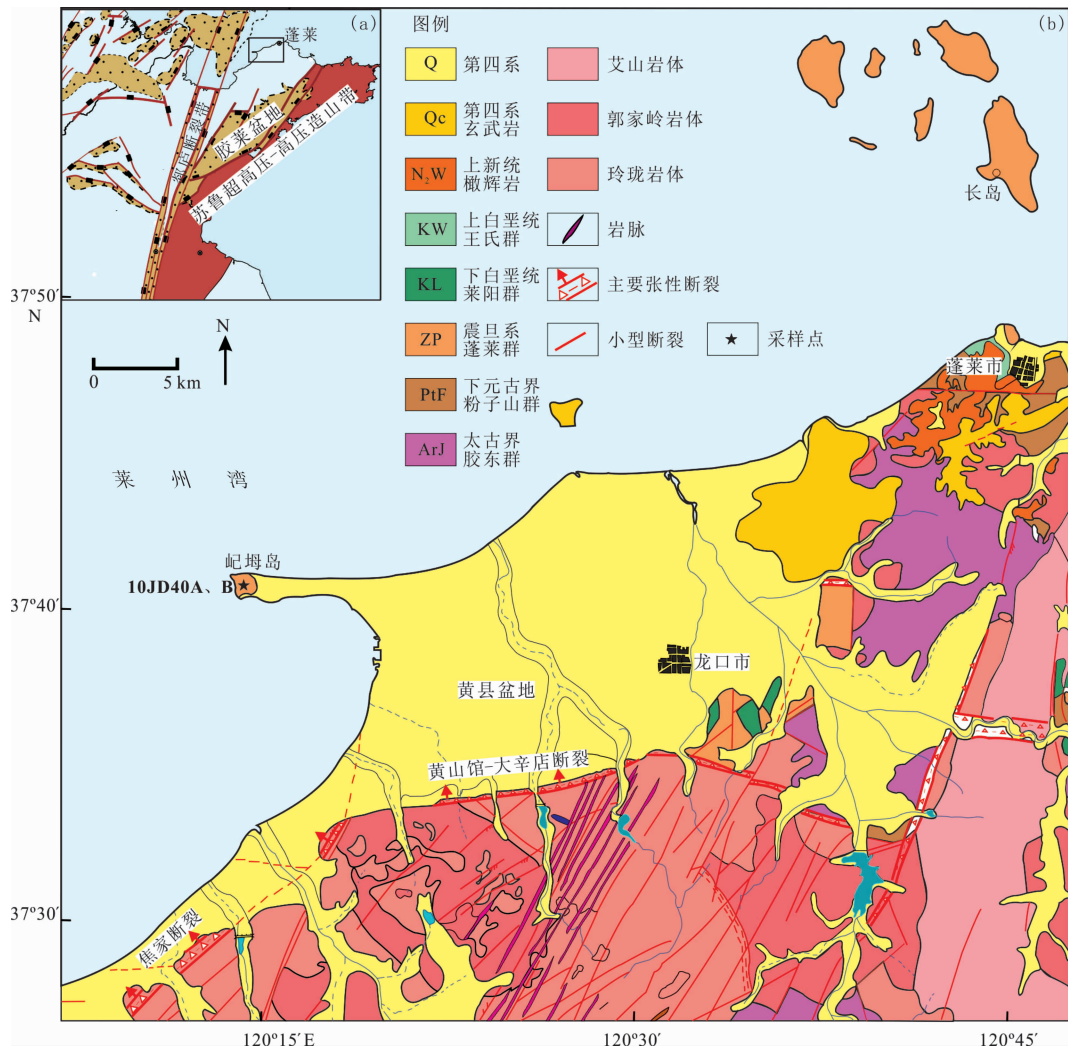 (a)
蓬莱
郯庐断裂带
胶莱盆地
苏鲁超高压-高压造山带
图例
(b)
Q
第四系
艾山岩体
Qc
第四系
玄武岩
郭家岭岩体
N₂W
上新统
橄辉岩
玲珑岩体
KW
上白垩统
王氏群
岩脉
KL
下白垩统
莱阳群
主要张性断裂
ZP
震旦系
蓬莱群
小型断裂
采样点
PtF
下元古界
粉子山群
ArJ
太古界
胶东群
长岛
37°50′
N
N
0
5 km
蓬莱市
莱州湾
屺坶岛
10JD40A、B
37°40′
龙口市
黄县盆地
黄山馆-大辛店断裂
37°30′
焦家断裂
120°15′E
120°30′
120°45′